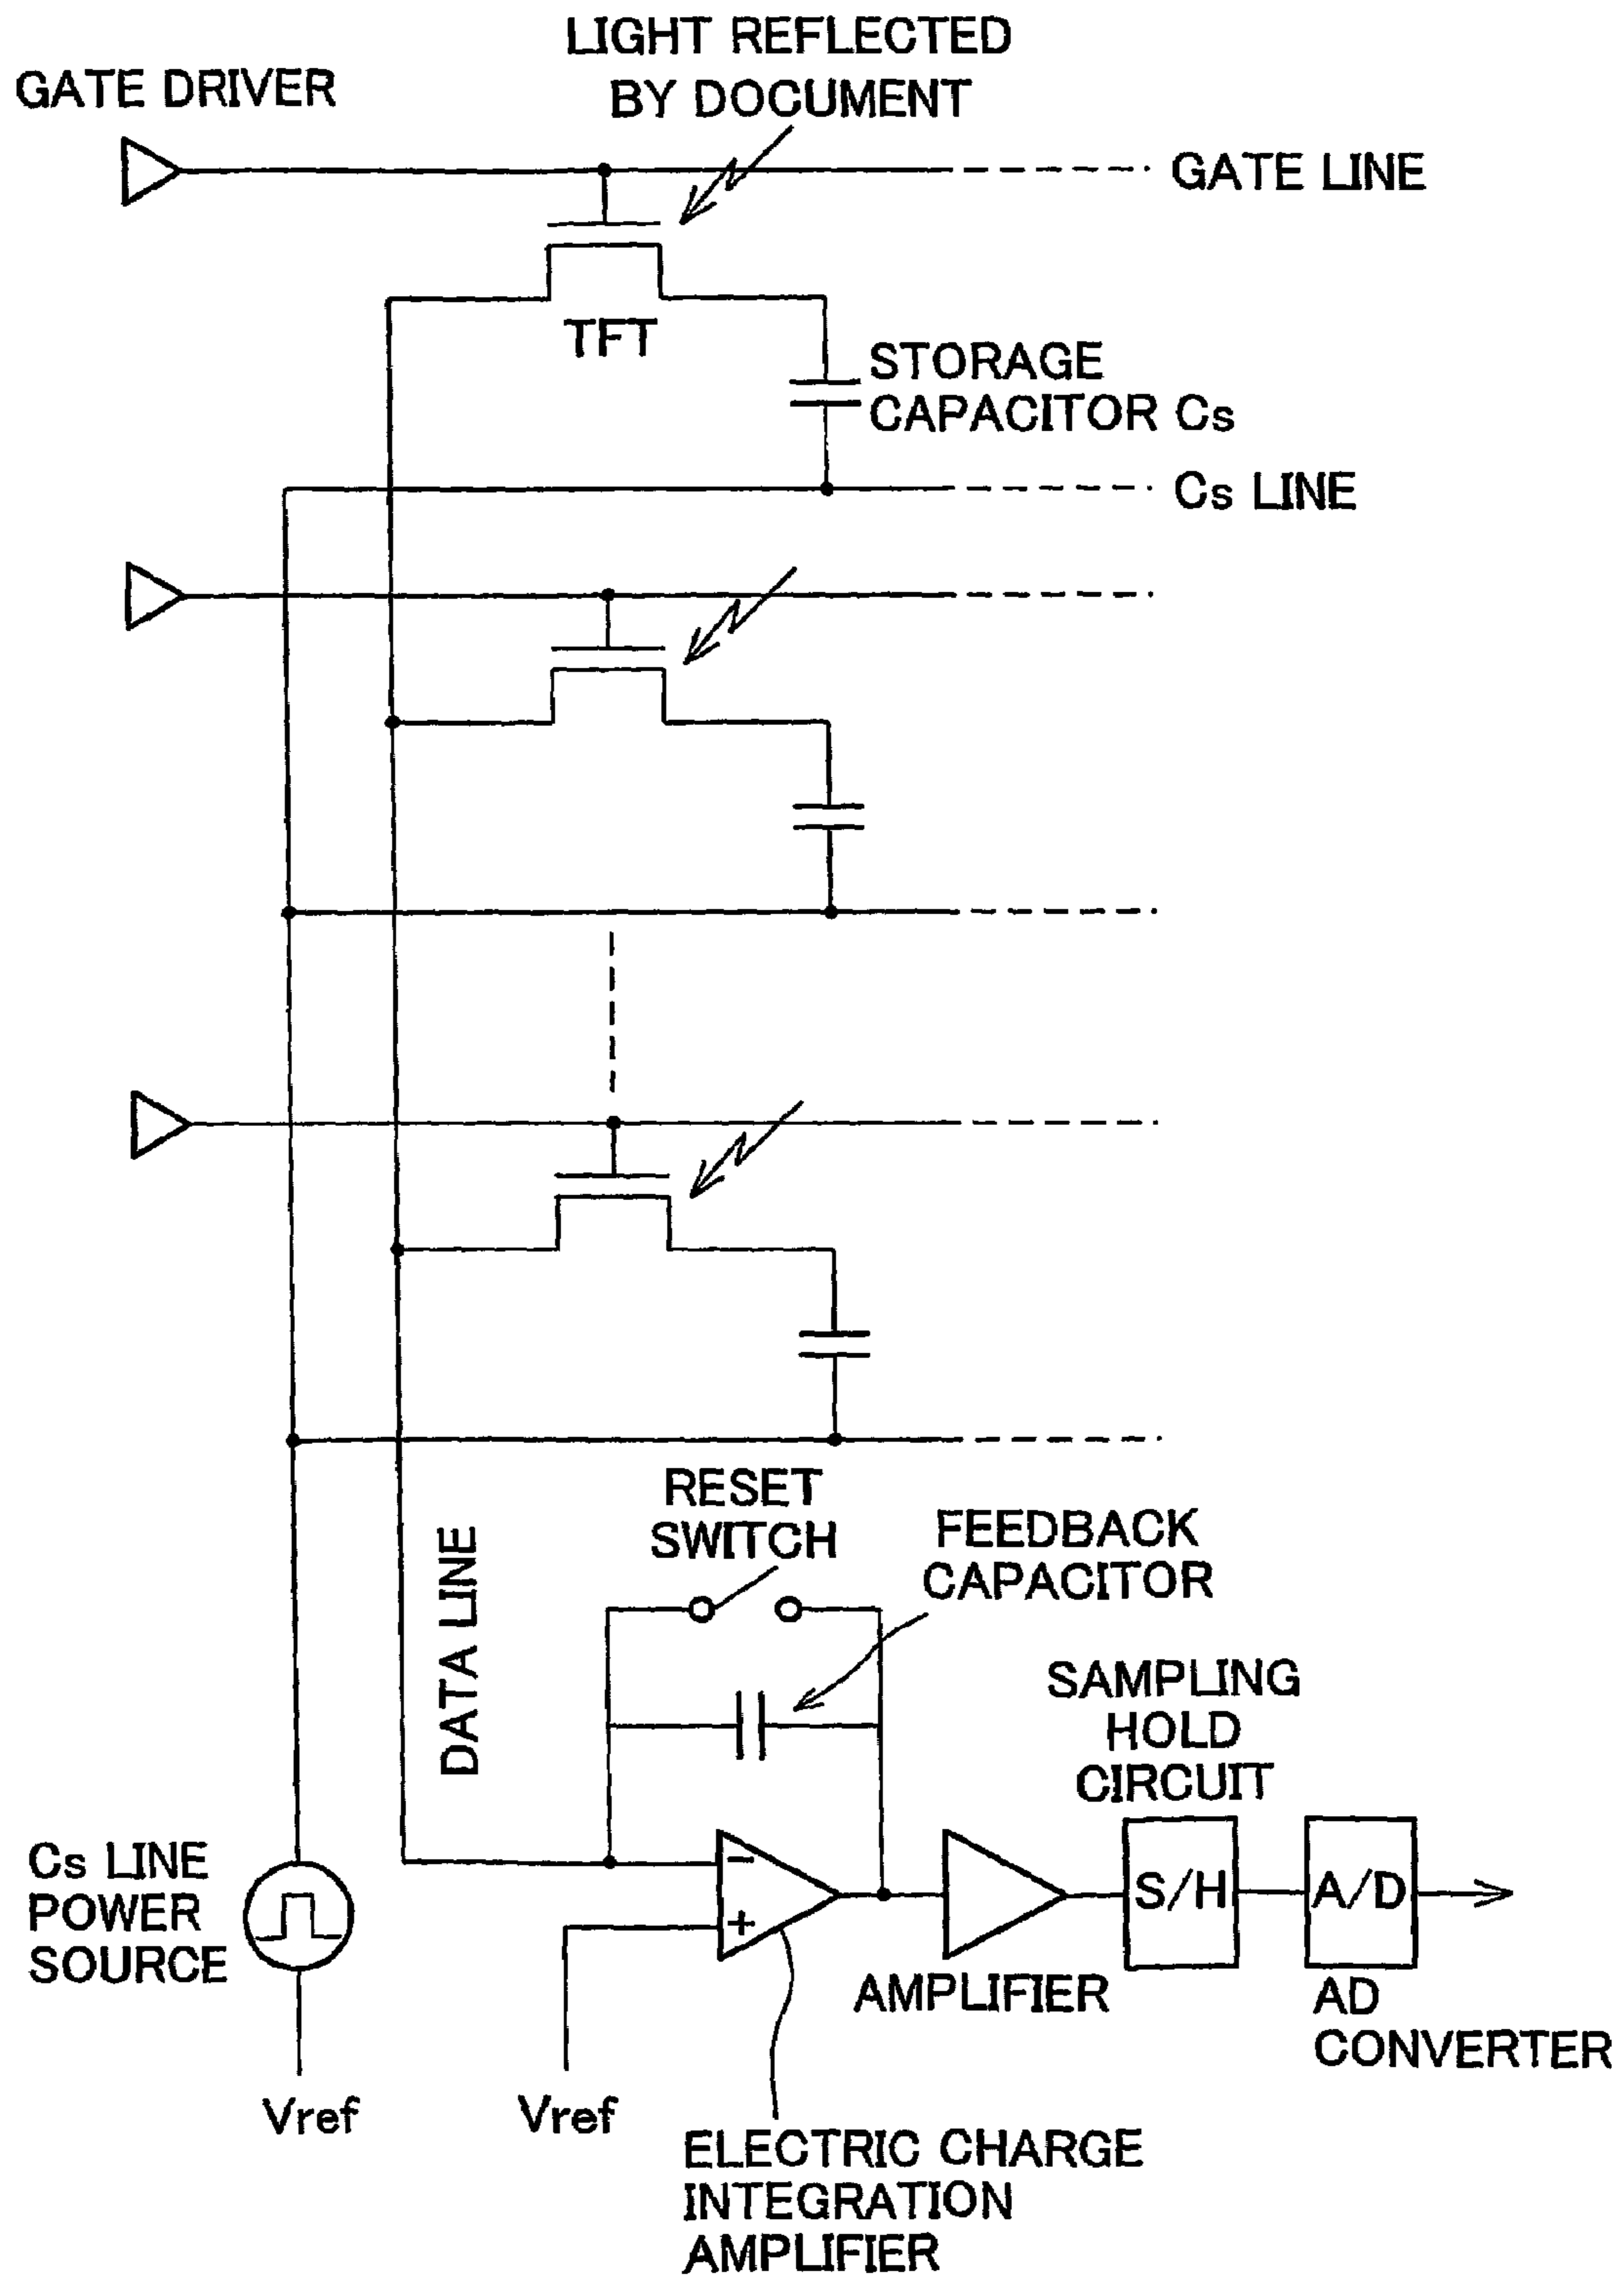 LIGHT REFLECTED
BY DOCUMENT
GATE DRIVER
GATE LINE
TFT
STORAGE
CAPACITOR Cs
Cs LINE
RESET
SWITCH
FEEDBACK
CAPACITOR
DATA LINE
SAMPLING
HOLD
CIRCUIT
Cs LINE
POWER
SOURCE
−
+
S/H
A/D
AMPLIFIER
AD
CONVERTER
Vref
Vref
ELECTRIC CHARGE
INTEGRATION
AMPLIFIER